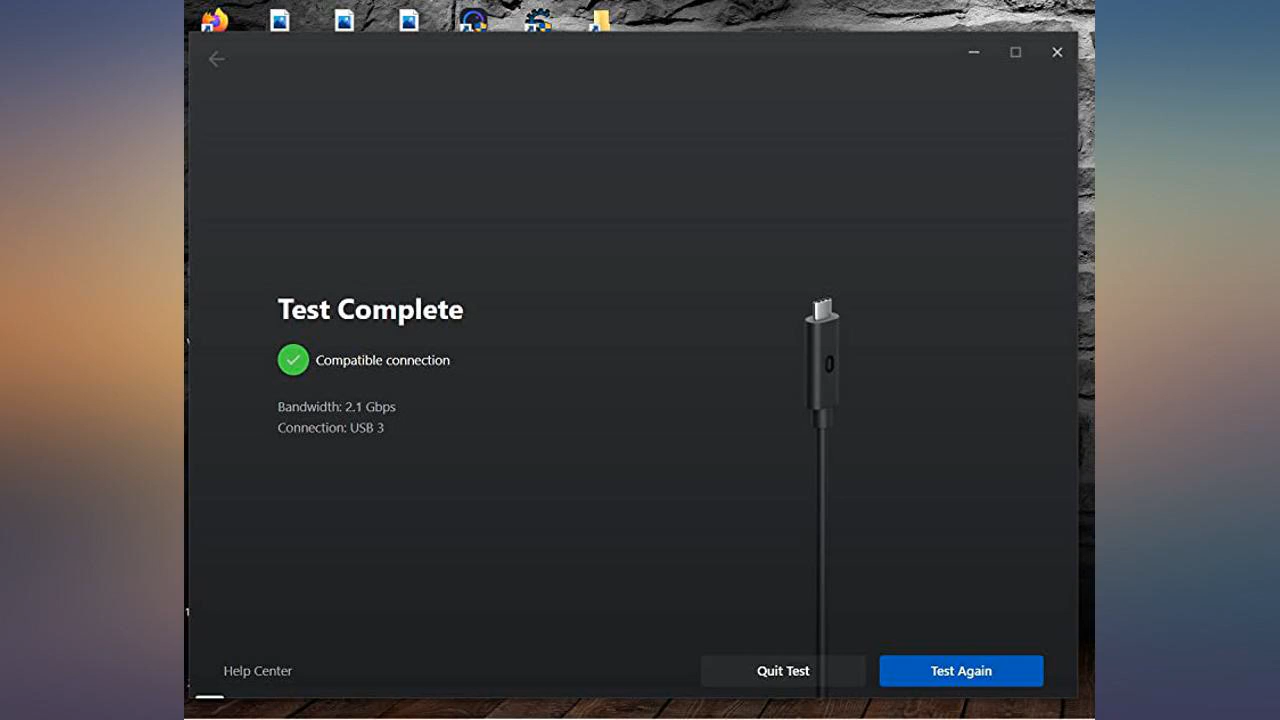 Test Complete
Compatible connection
Bandwidth: 2.1 Gbps
Connection: USB 3
Help Center
Quit Test
Test Again